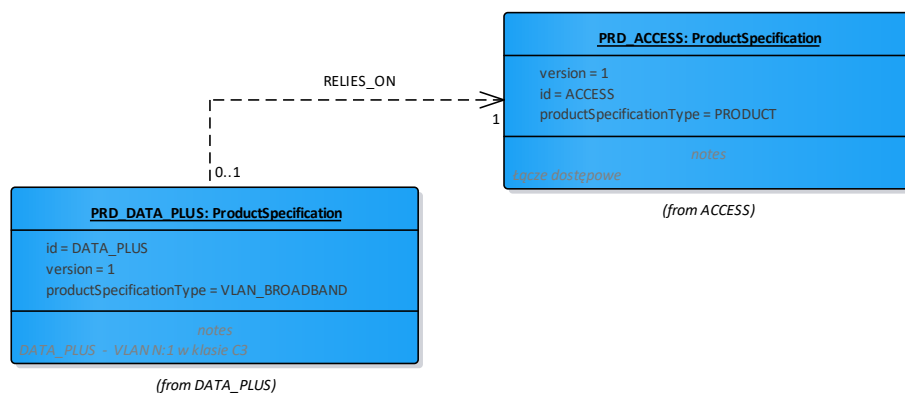 PRD_ACCESS: ProductSpecification
version = 1
id = ACCESS
productSpecificationType = PRODUCT
notes
łącze dostępowe
(from ACCESS)
RELIES_ON
1
0..1
PRD_DATA_PLUS: ProductSpecification
id = DATA_PLUS
version = 1
productSpecificationType = VLAN_BROADBAND
notes
DATA_PLUS - VLAN N:1 w klasie C3
(from DATA_PLUS)